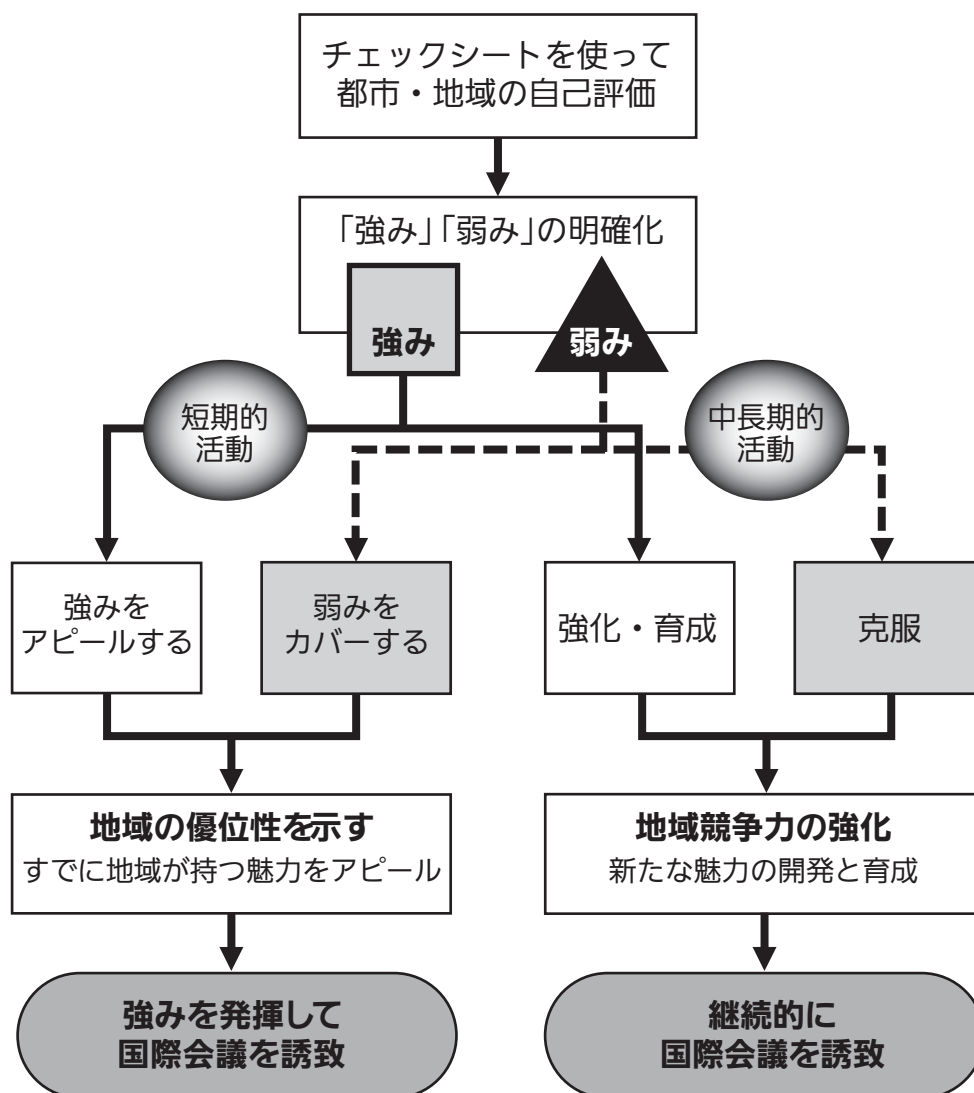 チェックシートを使って
都市・地域の自己評価
「強み」「弱み」の明確化
強み
弱み
短期的
活動
中長期的
活動
強みを
アピールする
弱みを
カバーする
強化・育成
克服
地域の優位性を示す
すでに地域が持つ魅力をアピール
地域競争力の強化
新たな魅力の開発と育成
強みを発揮して
国際会議を誘致
継続的に
国際会議を誘致